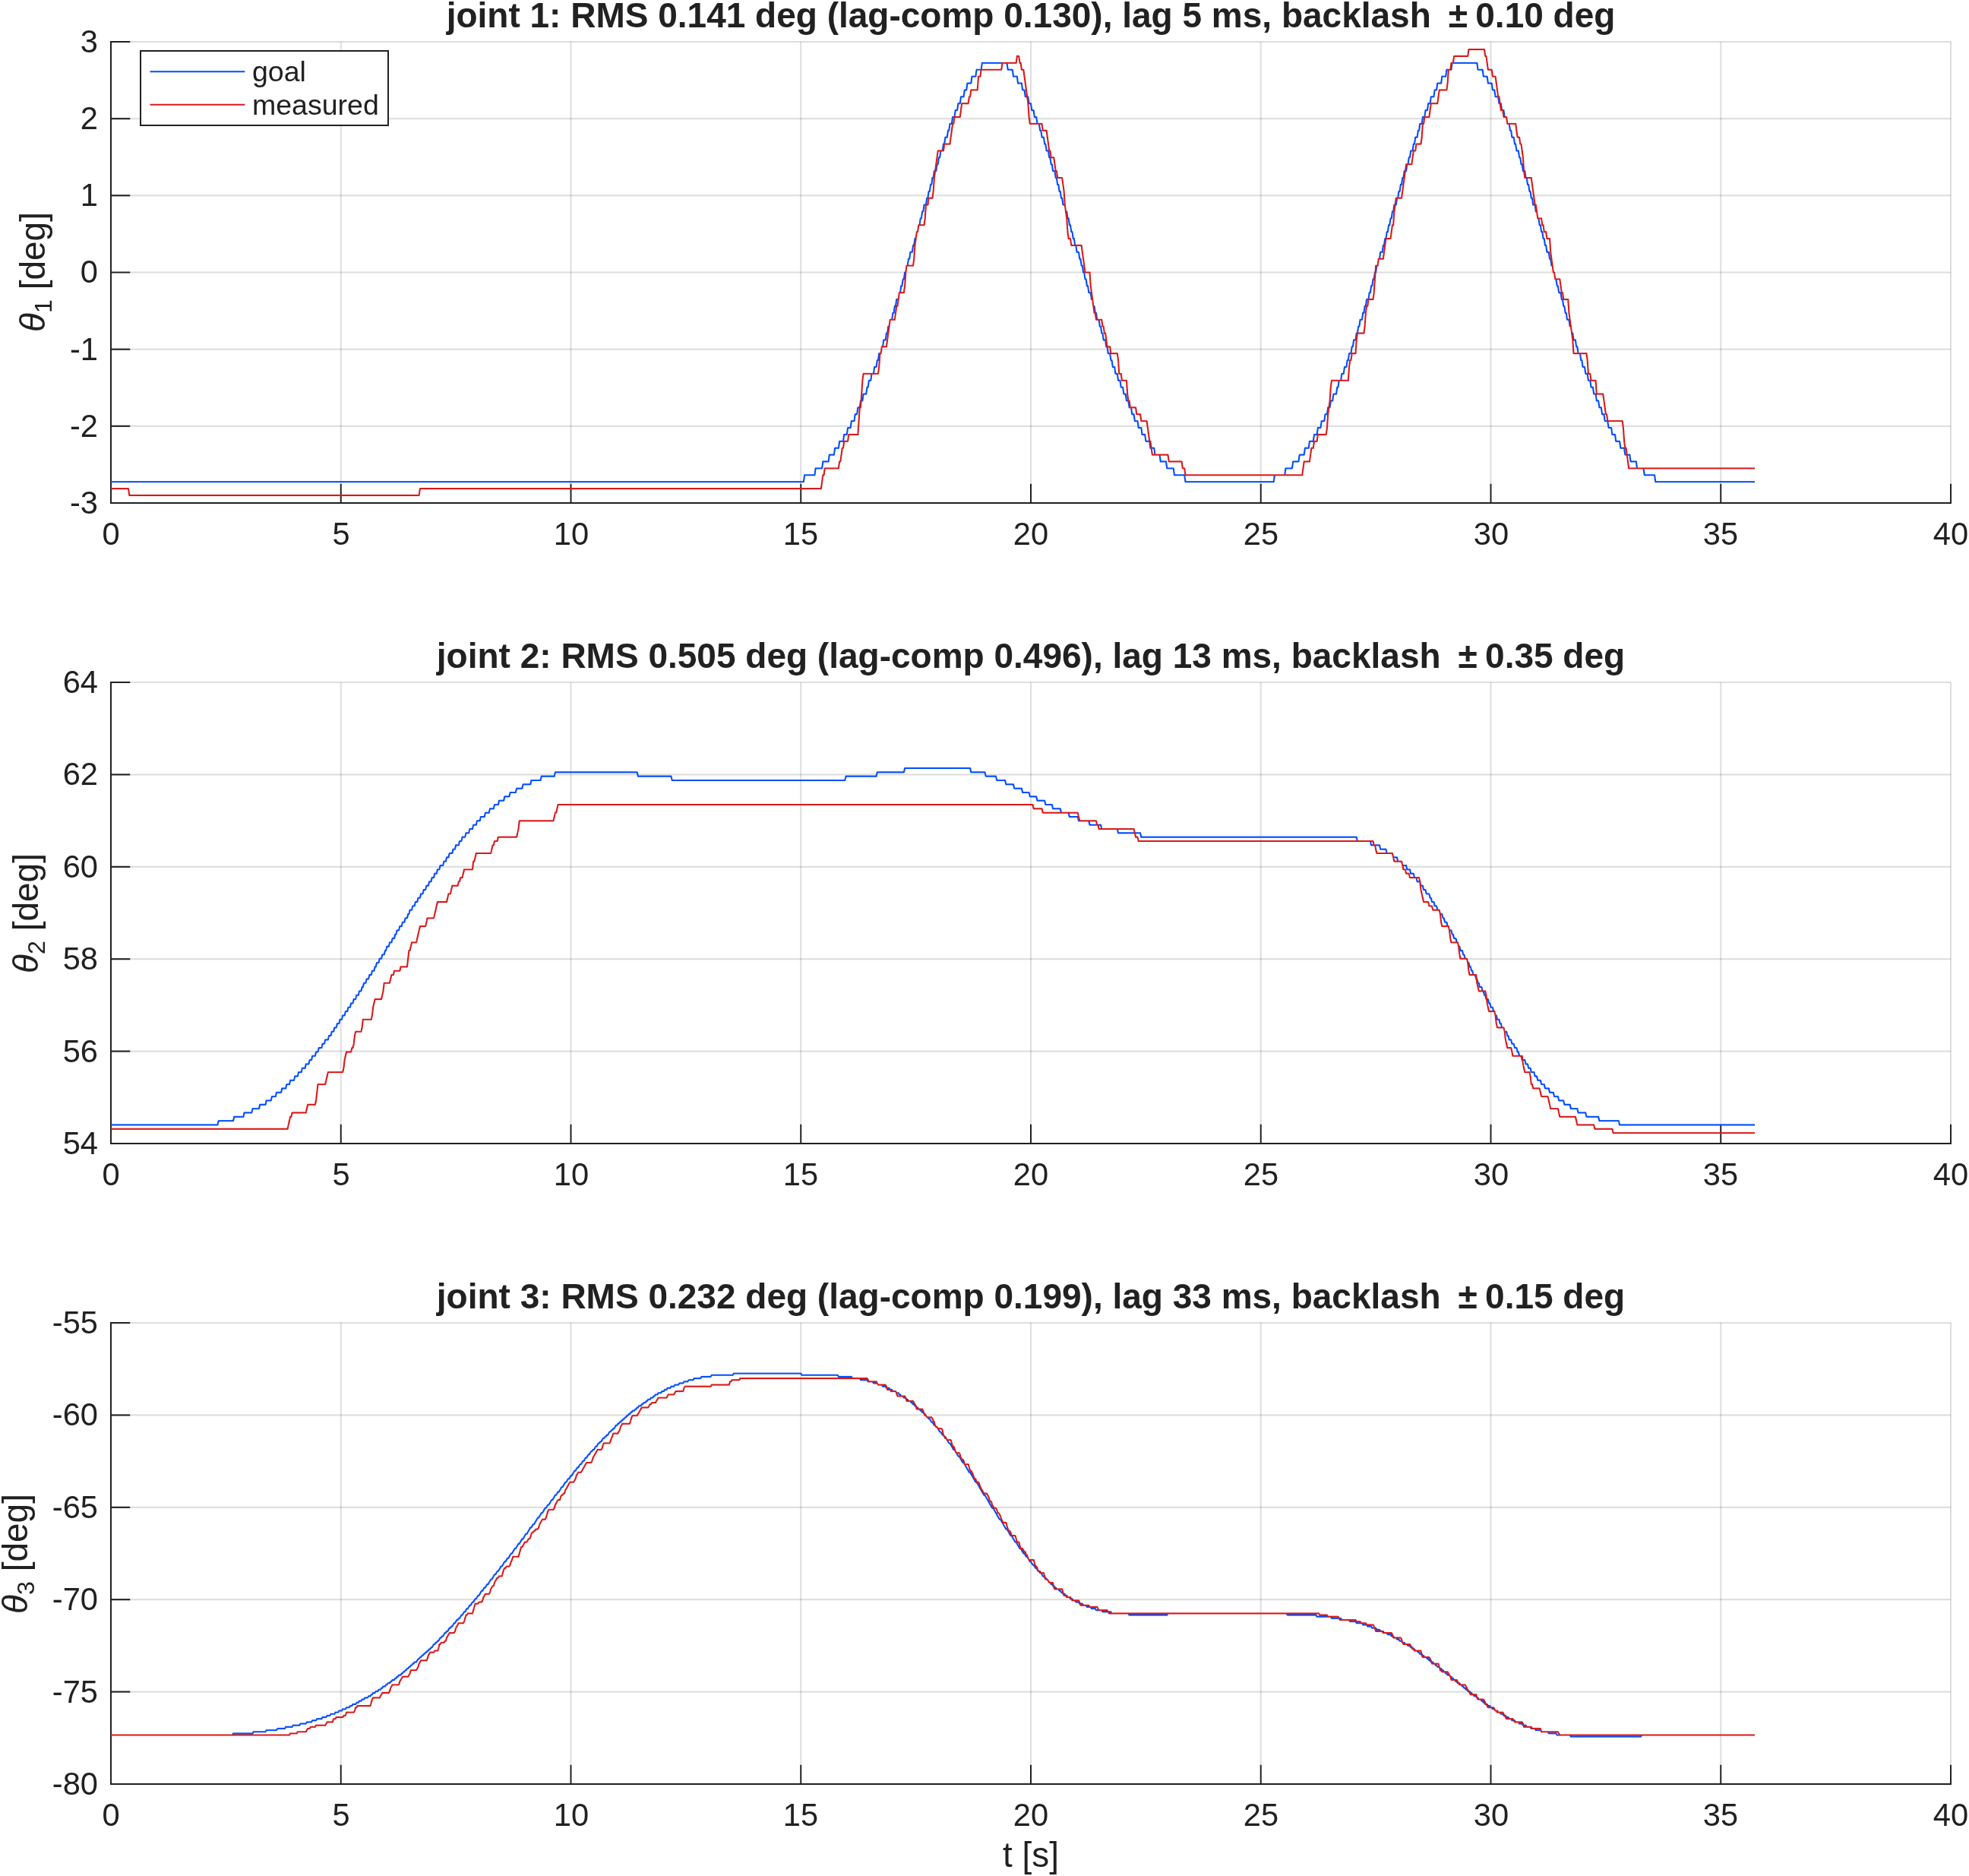 joint 1: RMS 0.141 deg (lag-comp 0.130), lag 5 ms, backlash ±0.10 deg
goal
measured
3
2
1
0
-1
-2
-3
θ1 [deg]
0 5 10 15 20 25 30 35 40
joint 2: RMS 0.505 deg (lag-comp 0.496), lag 13 ms, backlash ±0.35 deg
64
62
60
58
56
54
θ2 [deg]
0 5 10 15 20 25 30 35 40
joint 3: RMS 0.232 deg (lag-comp 0.199), lag 33 ms, backlash ±0.15 deg
-55
-60
-65
-70
-75
-80
θ3 [deg]
0 5 10 15 20 25 30 35 40
t [s]